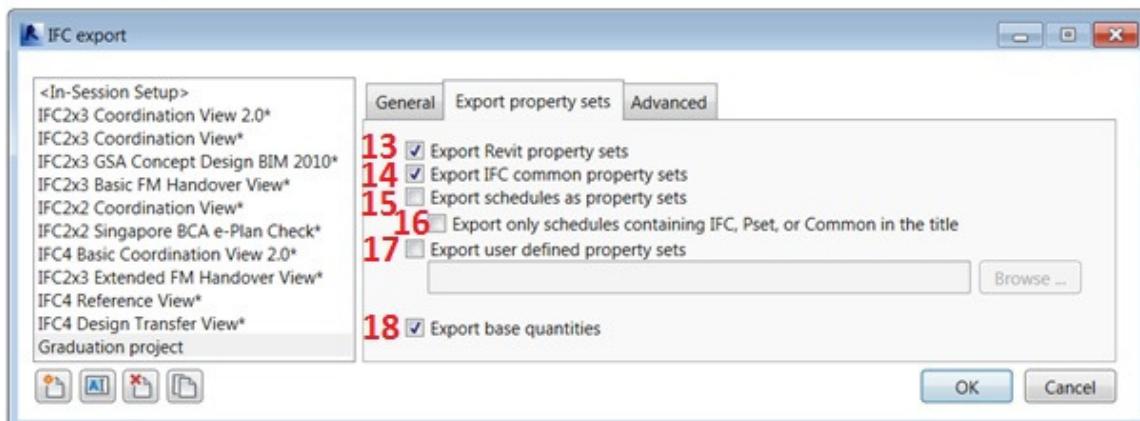 IFC export
<In-Session Setup>
IFC2x3 Coordination View 2.0*
IFC2x3 Coordination View*
IFC2x3 GSA Concept Design BIM 2010*
IFC2x3 Basic FM Handover View*
IFC2x2 Coordination View*
IFC2x2 Singapore BCA e-Plan Check*
IFC4 Basic Coordination View 2.0*
IFC2x3 Extended FM Handover View*
IFC4 Reference View*
IFC4 Design Transfer View*
Graduation project
General Export property sets Advanced
13 Export Revit property sets
14 Export IFC common property sets
15 Export schedules as property sets
16 Export only schedules containing IFC, Pset, or Common in the title
17 Export user defined property sets
Browse ...
18 Export base quantities
AI
OK Cancel